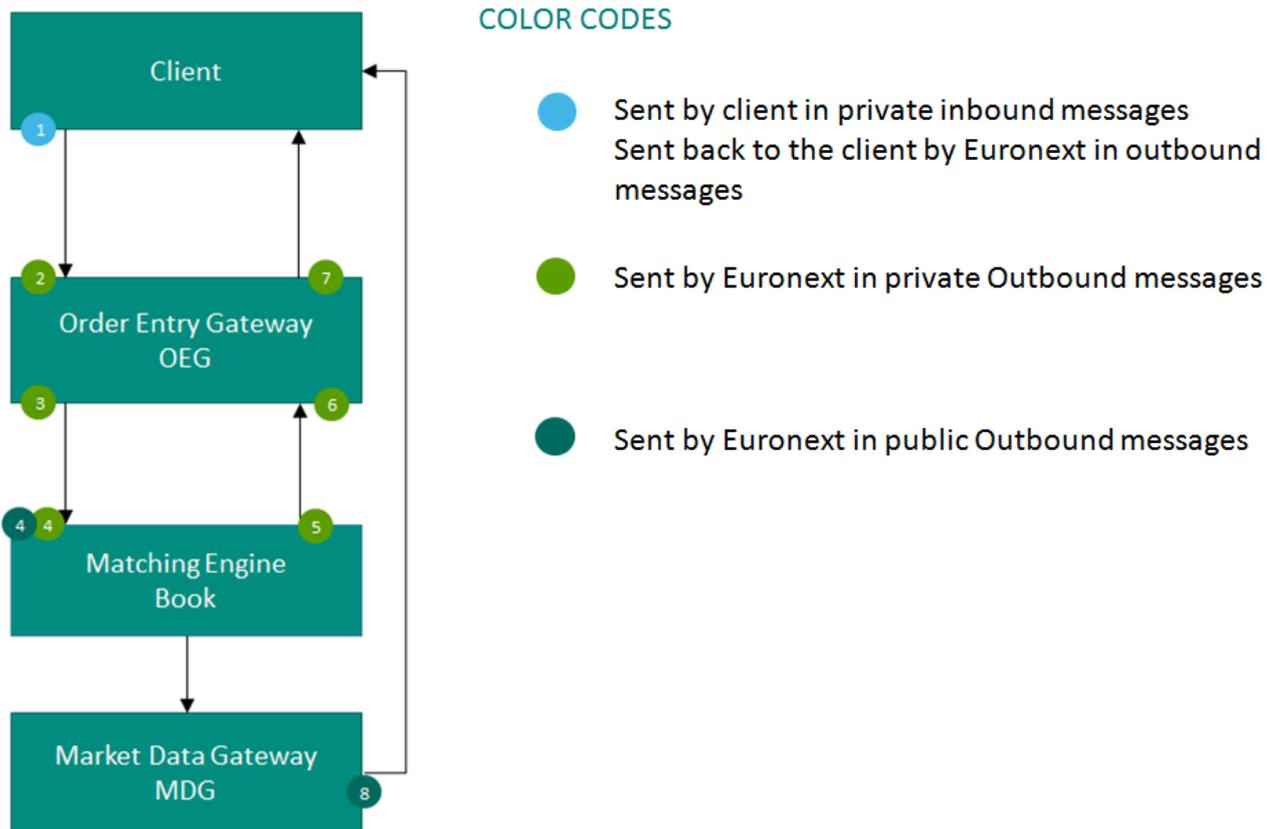 COLOR CODES
Client
1
Sent by client in private inbound messages
Sent back to the client by Euronext in outbound
messages
2
7
Sent by Euronext in private Outbound messages
Order Entry Gateway
OEG
3
6
Sent by Euronext in public Outbound messages
4
4
5
Matching Engine
Book
Market Data Gateway
MDG
8